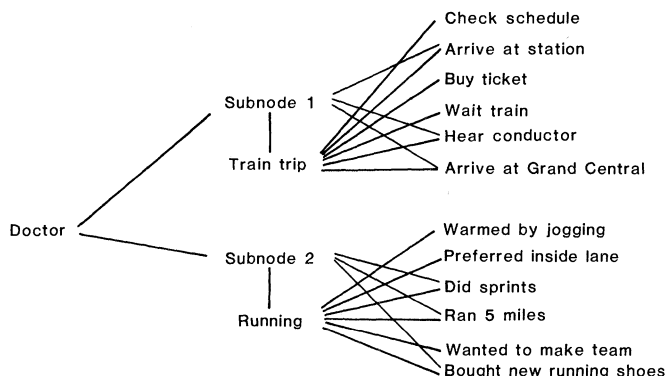 Check schedule
Arrive at station
Buy ticket
Subnode 1
Wait train
Hear conductor
Train trip
Arrive at Grand Central
Doctor
Warmed by jogging
Preferred inside lane
Subnode 2
Did sprints
Ran 5 miles
Running
Wanted to make team
Bought new running shoes